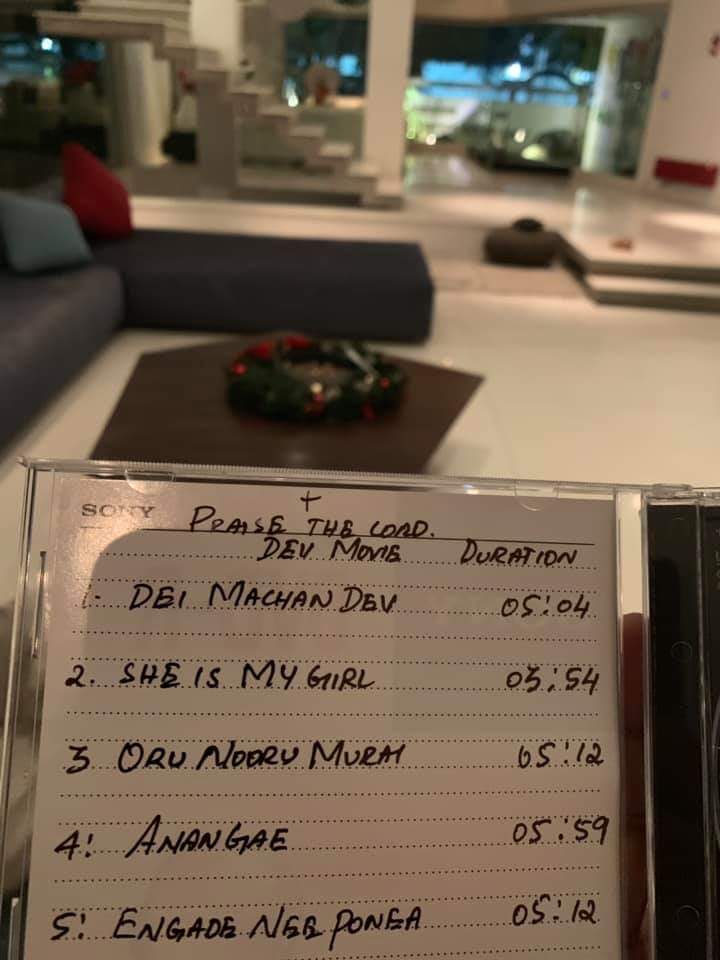 +
SONY PRAISE THE LORD.
DEV MOVIE DURATION
1- DEI MACHAN DEV 05:04
2. SHE IS MY GIRL 03:54
3 ORU NOORU MURAI 05:12
4! ANANGAE 05:59
5! ENGADE NEE PONEA 05:12